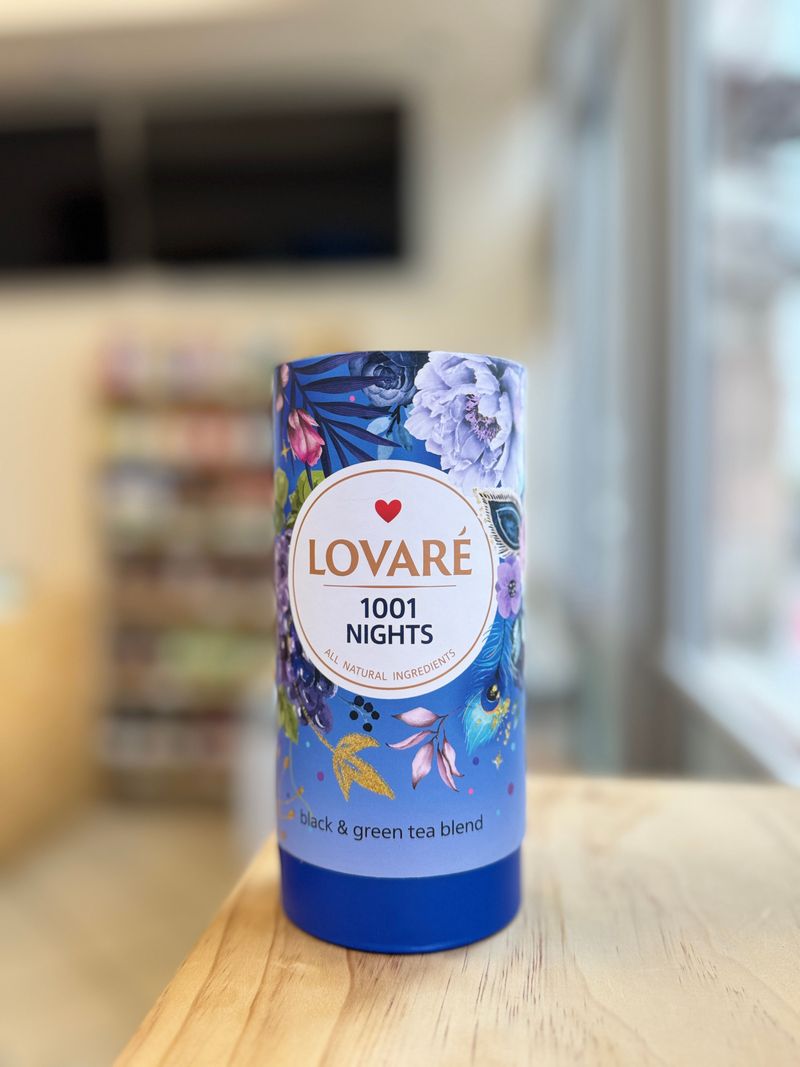 LOVARÉ
1001
NIGHTS
ALL NATURAL INGREDIENTS
black & green tea blend